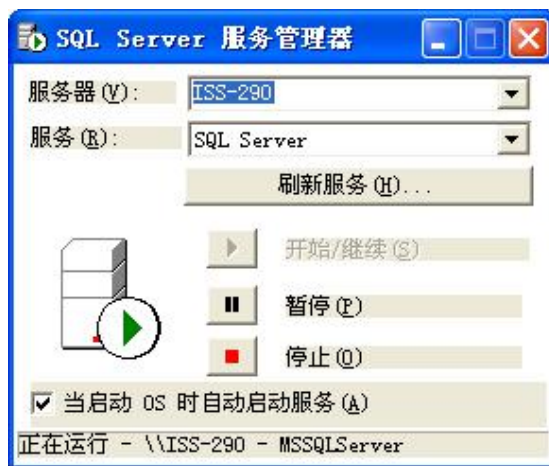 SQL Server 服务管理器
服务器(V): ISS-290
服务(R): SQL Server
刷新服务(H)...
开始/继续(S)
暂停(P)
停止(O)
当启动 OS 时自动启动服务(A)
正在运行 - \\ISS-290 - MSSQLServer